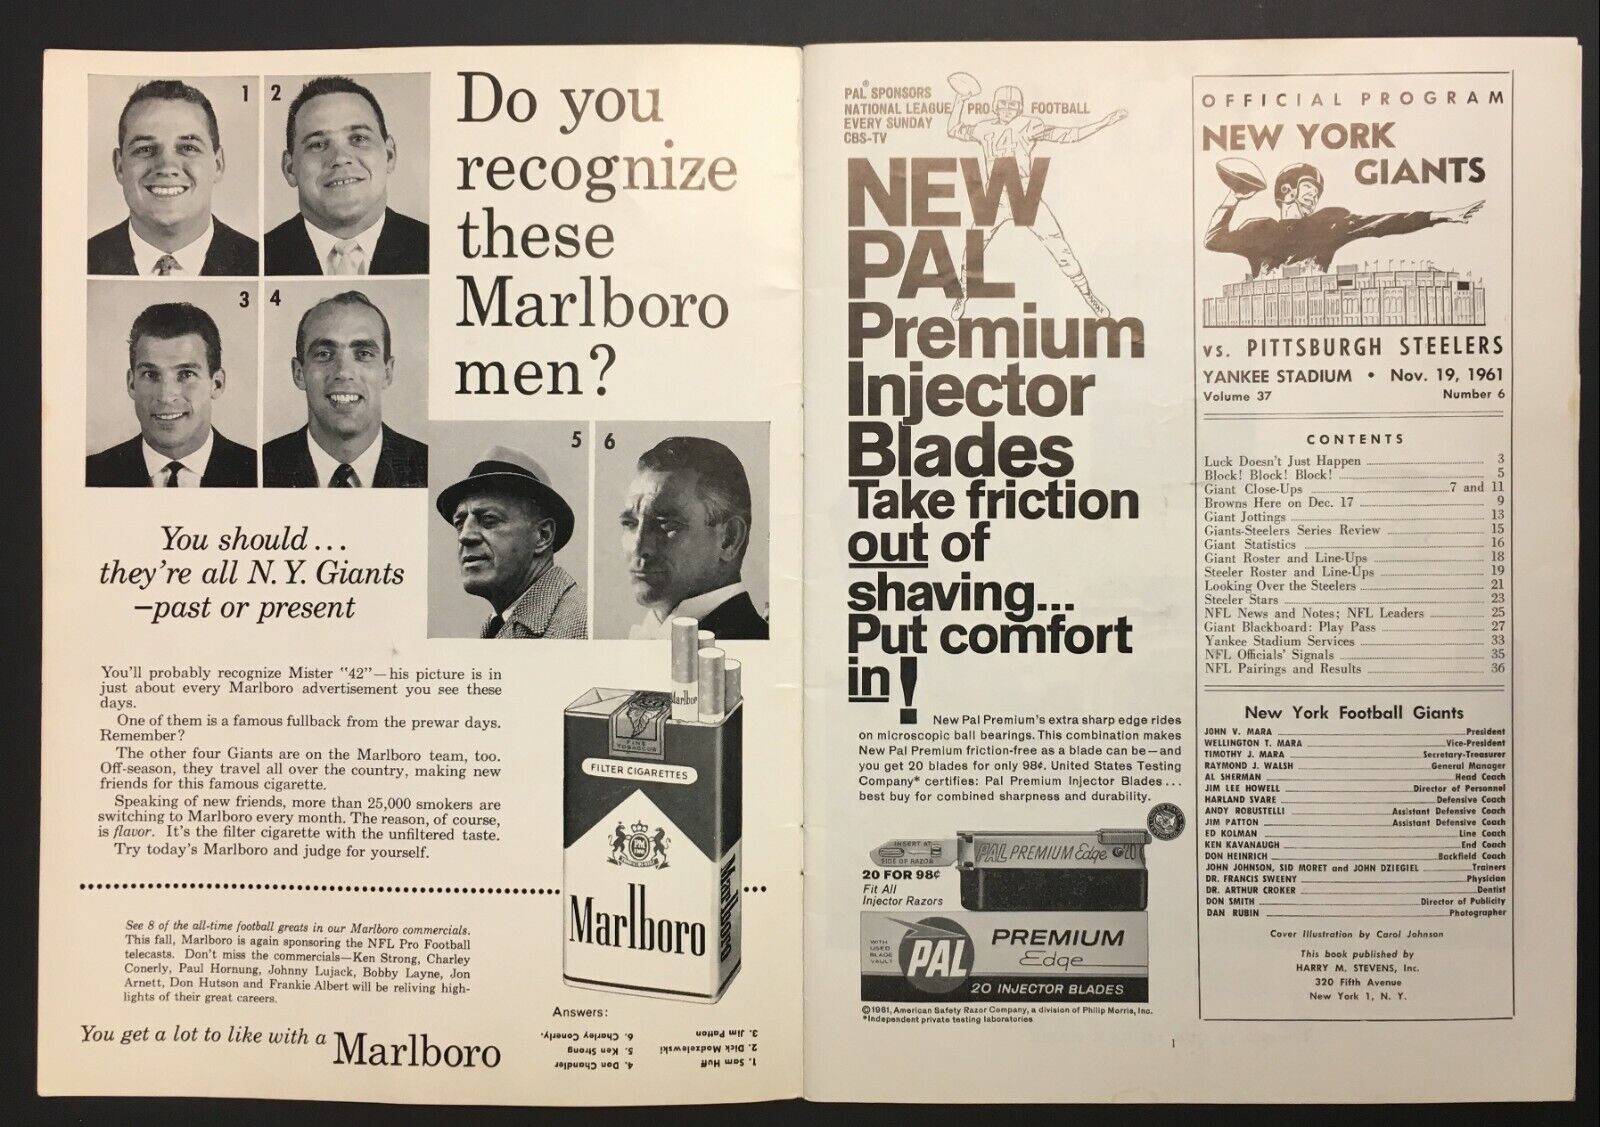 1
2
3
4
Do you
recognize
these
Marlboro
men?
5
6
You should...
they're all N. Y. Giants
—past or present
You'll probably recognize Mister "42"—his picture is in
just about every Marlboro advertisement you see these
days.
One of them is a famous fullback from the prewar days.
Remember?
The other four Giants are on the Marlboro team, too.
Off-season, they travel all over the country, making new
friends for this famous cigarette.
Speaking of new friends, more than 25,000 smokers are
switching to Marlboro every month. The reason, of course,
is flavor. It's the filter cigarette with the unfiltered taste.
Try today's Marlboro and judge for yourself.
Marlboro
FINE
TOBACCOS
FILTER CIGARETTES
Marlboro
Marlboro
See 8 of the all-time football greats in our Marlboro commercials.
This fall, Marlboro is again sponsoring the NFL Pro Football
telecasts. Don't miss the commercials—Ken Strong, Charley
Conerly, Paul Hornung, Johnny Lujack, Bobby Layne, Jon
Arnett, Don Hutson and Frankie Albert will be reliving high-
lights of their great careers.
You get a lot to like with a Marlboro
Answers:
1. Sam Huff
2. Dick Modzelewski
3. Jim Patton
4. Don Chandler
5. Ken Strong
6. Charley Conerly.
PAL® SPONSORS
NATIONAL LEAGUE PRO FOOTBALL
EVERY SUNDAY
CBS-TV
14
NEW
PAL
Premium
Injector
Blades
Take friction
out of
shaving...
Put comfort
in!
New Pal Premium's extra sharp edge rides
on microscopic ball bearings. This combination makes
New Pal Premium friction-free as a blade can be—and
you get 20 blades for only 98¢. United States Testing
Company* certifies: Pal Premium Injector Blades...
best buy for combined sharpness and durability.
INSERT AT
SIDE OF RAZOR
PAL PREMIUM Edge 20
20 FOR 98¢
Fit All
Injector Razors
WITH
USED
BLADE
VAULT
PAL
PREMIUM
Edge
20 INJECTOR BLADES
©1961, American Safety Razor Company, a division of Philip Morris, Inc.
*Independent private testing laboratories
1
OFFICIAL PROGRAM
NEW YORK
GIANTS
VS. PITTSBURGH STEELERS
YANKEE STADIUM • Nov. 19, 1961
Volume 37 Number 6
CONTENTS
Luck Doesn't Just Happen 3
Block! Block! Block! 5
Giant Close-Ups 7 and 11
Browns Here on Dec. 17 9
Giant Jottings 13
Giants-Steelers Series Review 15
Giant Statistics 16
Giant Roster and Line-Ups 18
Steeler Roster and Line-Ups 19
Looking Over the Steelers 21
Steeler Stars 23
NFL News and Notes; NFL Leaders 25
Giant Blackboard: Play Pass 27
Yankee Stadium Services 33
NFL Officials' Signals 35
NFL Pairings and Results 36
New York Football Giants
JOHN V. MARA President
WELLINGTON T. MARA Vice-President
TIMOTHY J. MARA Secretary-Treasurer
RAYMOND J. WALSH General Manager
AL SHERMAN Head Coach
JIM LEE HOWELL Director of Personnel
HARLAND SVARE Defensive Coach
ANDY ROBUSTELLI Assistant Defensive Coach
JIM PATTON Assistant Defensive Coach
ED KOLMAN Line Coach
KEN KAVANAUGH End Coach
DON HEINRICH Backfield Coach
JOHN JOHNSON, SID MORET and JOHN DZIEGIEL Trainers
DR. FRANCIS SWEENY Physician
DR. ARTHUR CROKER Dentist
DON SMITH Director of Publicity
DAN RUBIN Photographer
Cover Illustration by Carol Johnson
This book published by
HARRY M. STEVENS, Inc.
320 Fifth Avenue
New York 1, N. Y.